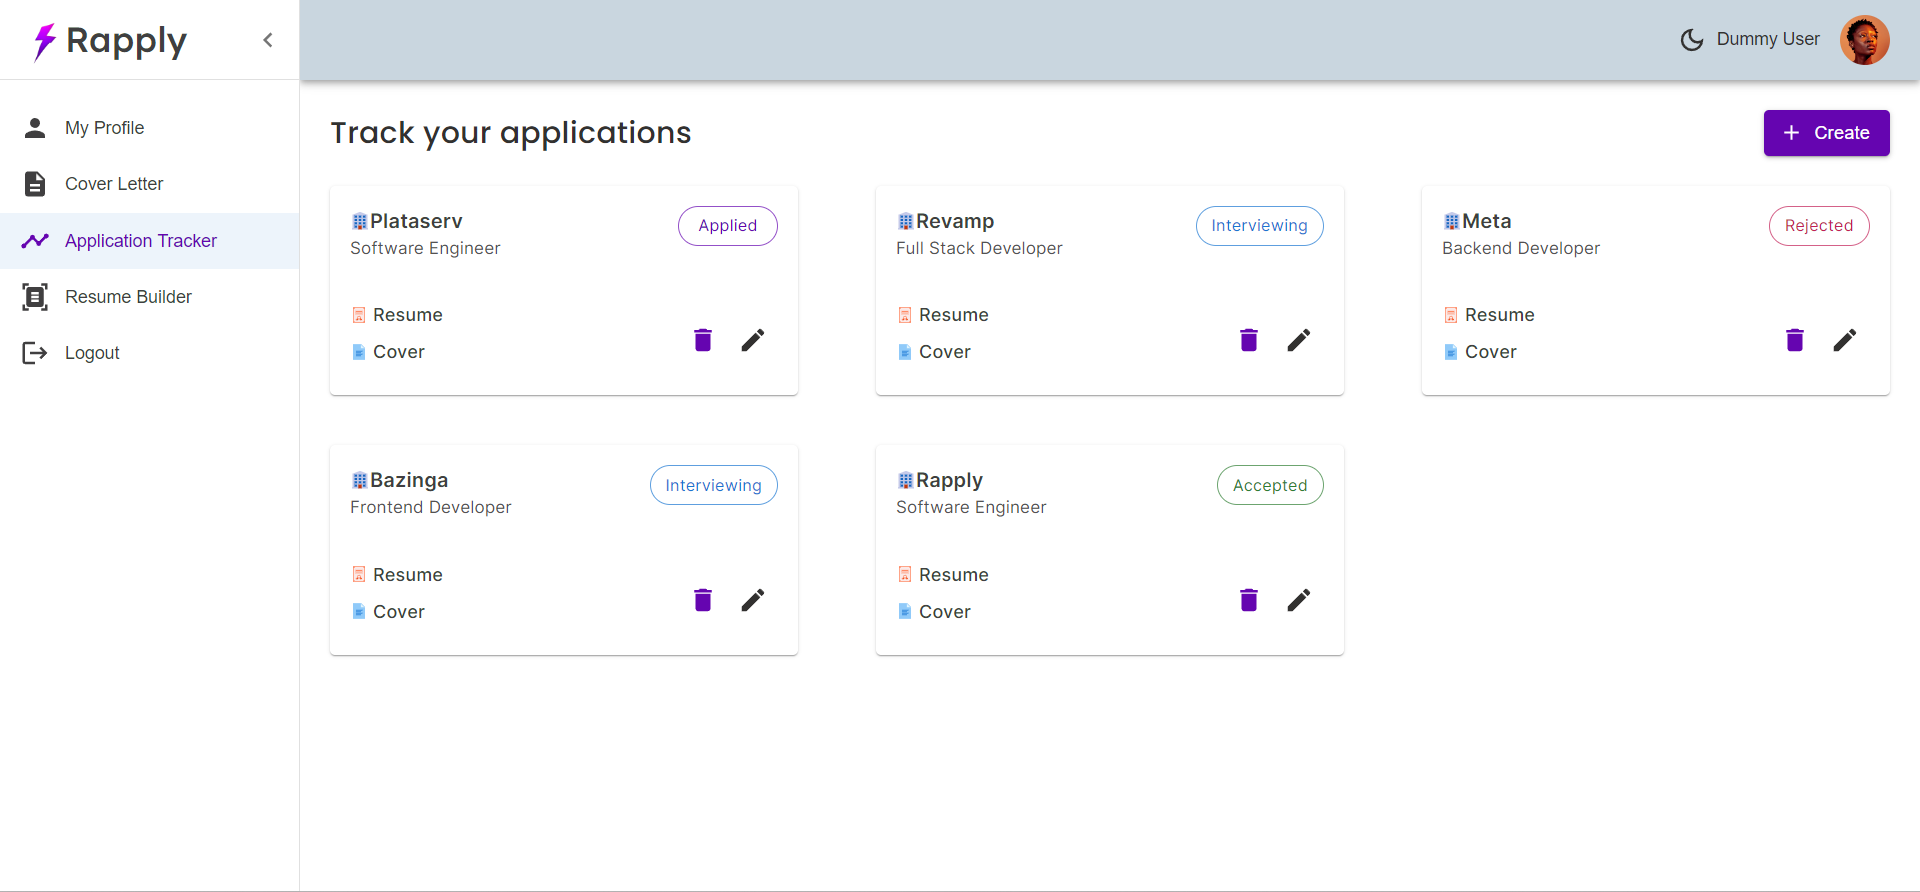 Rapply
Dummy User
My Profile
Cover Letter
Application Tracker
Resume Builder
Logout
Track your applications
Create
Plataserv
Applied
Software Engineer
Resume
Cover
Revamp
Interviewing
Full Stack Developer
Resume
Cover
Meta
Rejected
Backend Developer
Resume
Cover
Bazinga
Interviewing
Frontend Developer
Resume
Cover
Rapply
Accepted
Software Engineer
Resume
Cover